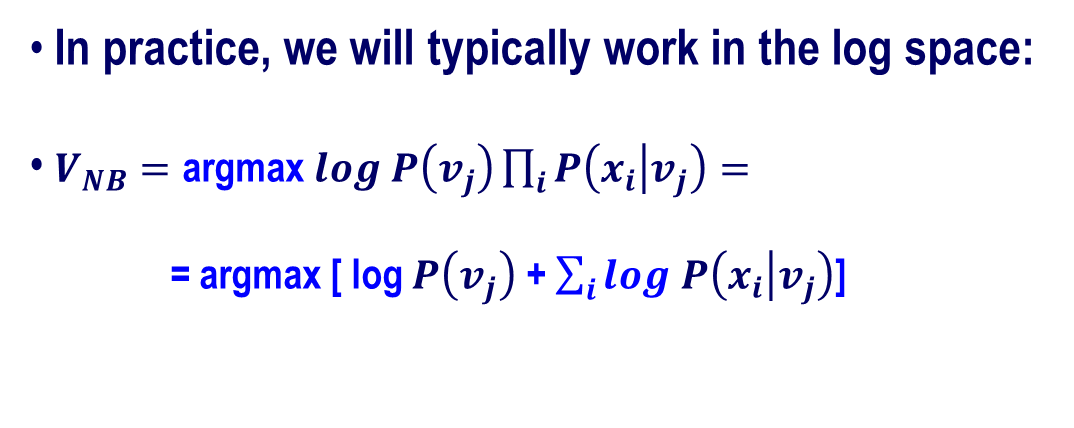 • In practice, we will typically work in the log space:
• V_NB = argmax log P(v_j) ∏_i P(x_i|v_j) =
= argmax [ log P(v_j) + ∑_i log P(x_i|v_j)]